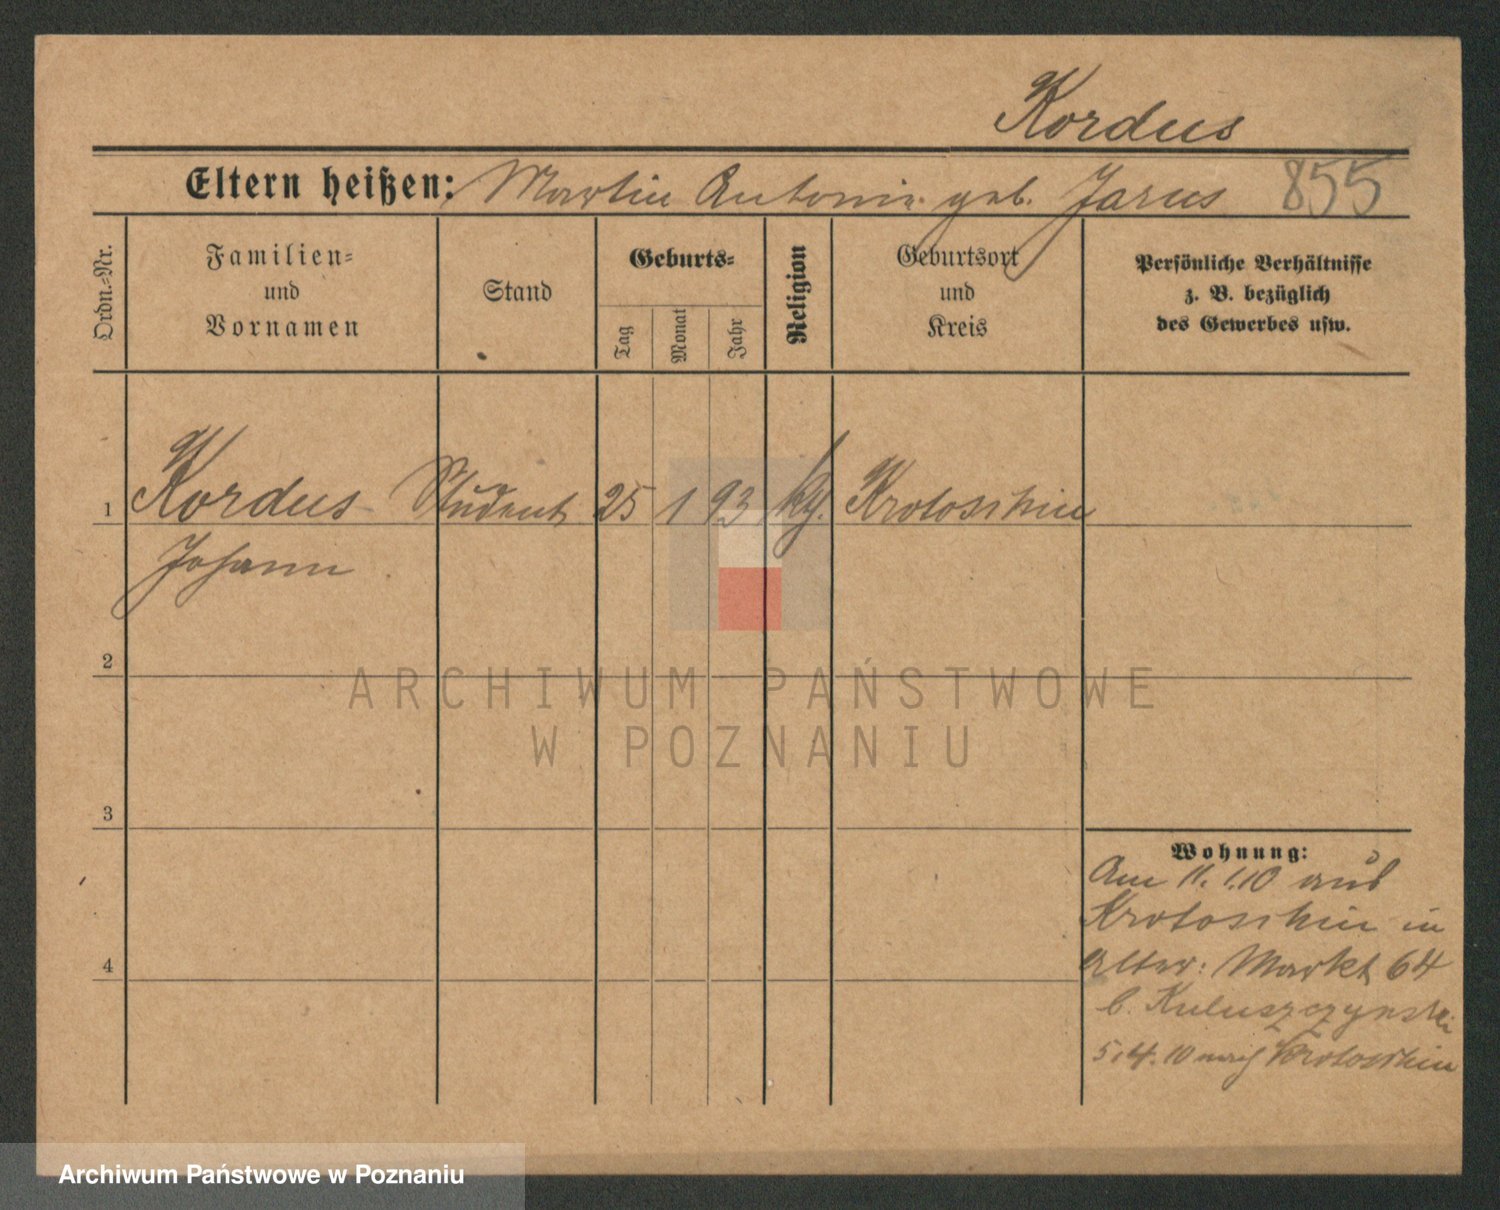 Kordus
Eltern heißen: Martin Antonie geb. Jarus 855
Ordn.-Nr.
Familien-
und
Vornamen
Stand
Geburts-
Tag
Monat
Jahr
Religion
Geburtsort
und
Kreis
Persönliche Verhältnisse
z. B. bezüglich
des Gewerbes usw.
1 Kordus Student 25 1 93 Krotoschin
Johann
2
ARCHIWUM PAŃSTWOWE
W POZNANIU
3
Wohnung:
Am 11.1.10 aus
Krotoschin in
Alter: Markt 64
b. Kuluszczynski
5.4.10 nach Krotoschin
4
Archiwum Państwowe w Poznaniu